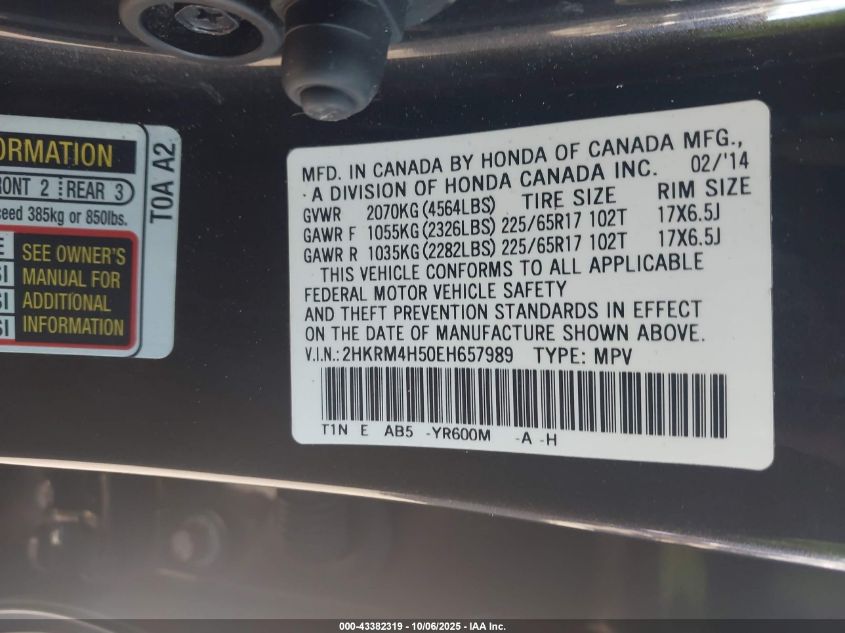 ORMATION
RONT 2 REAR 3
ceed 385kg or 850lbs.
E
SI
SI
SI
SEE OWNER'S
MANUAL FOR
ADDITIONAL
INFORMATION
T0A A2
MFD. IN CANADA BY HONDA OF CANADA MFG.,
A DIVISION OF HONDA CANADA INC. 02/'14
GVWR 2070KG (4564LBS) TIRE SIZE RIM SIZE
GAWR F 1055KG (2326LBS) 225/65R17 102T 17X6.5J
GAWR R 1035KG (2282LBS) 225/65R17 102T 17X6.5J
THIS VEHICLE CONFORMS TO ALL APPLICABLE
FEDERAL MOTOR VEHICLE SAFETY
AND THEFT PREVENTION STANDARDS IN EFFECT
ON THE DATE OF MANUFACTURE SHOWN ABOVE.
V.I.N.: 2HKRM4H50EH657989 TYPE: MPV
T1N E AB5 -YR600M -A -H
000-43382319 - 10/06/2025 - IAA Inc.